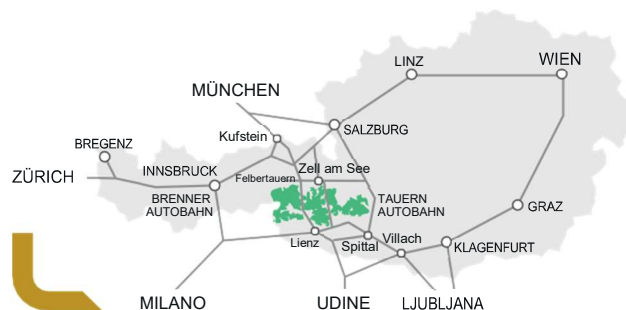 LINZ
WIEN
MÜNCHEN
SALZBURG
Kufstein
BREGENZ
ZÜRICH
INNSBRUCK
Felbertauern
Zell am See
BRENNER
AUTOBAHN
TAUERN
AUTOBAHN
GRAZ
Lienz
Spittal
Villach
KLAGENFURT
MILANO
UDINE
LJUBLJANA